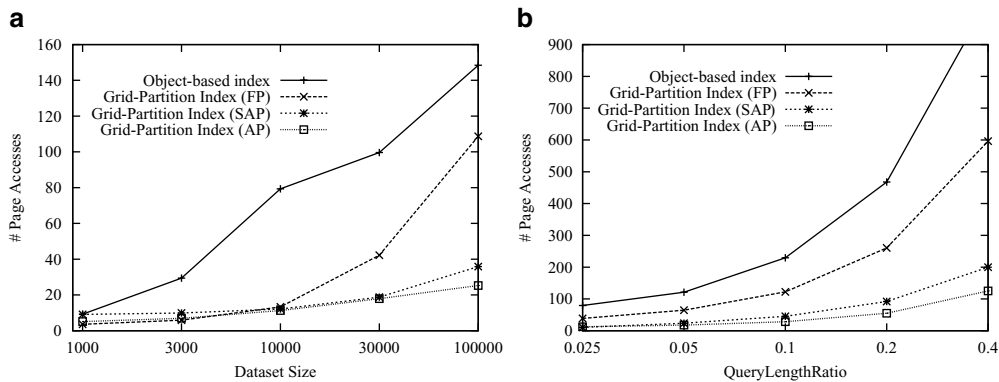 a
160
140
120
100
80
60
40
20
0
# Page Accesses
Object-based index
Grid-Partition Index (FP)
Grid-Partition Index (SAP)
Grid-Partition Index (AP)
1000
3000
10000
30000
100000
Dataset Size
b
900
800
700
600
500
400
300
200
100
0
# Page Accesses
Object-based index
Grid-Partition Index (FP)
Grid-Partition Index (SAP)
Grid-Partition Index (AP)
0.025
0.05
0.1
0.2
0.4
QueryLengthRatio